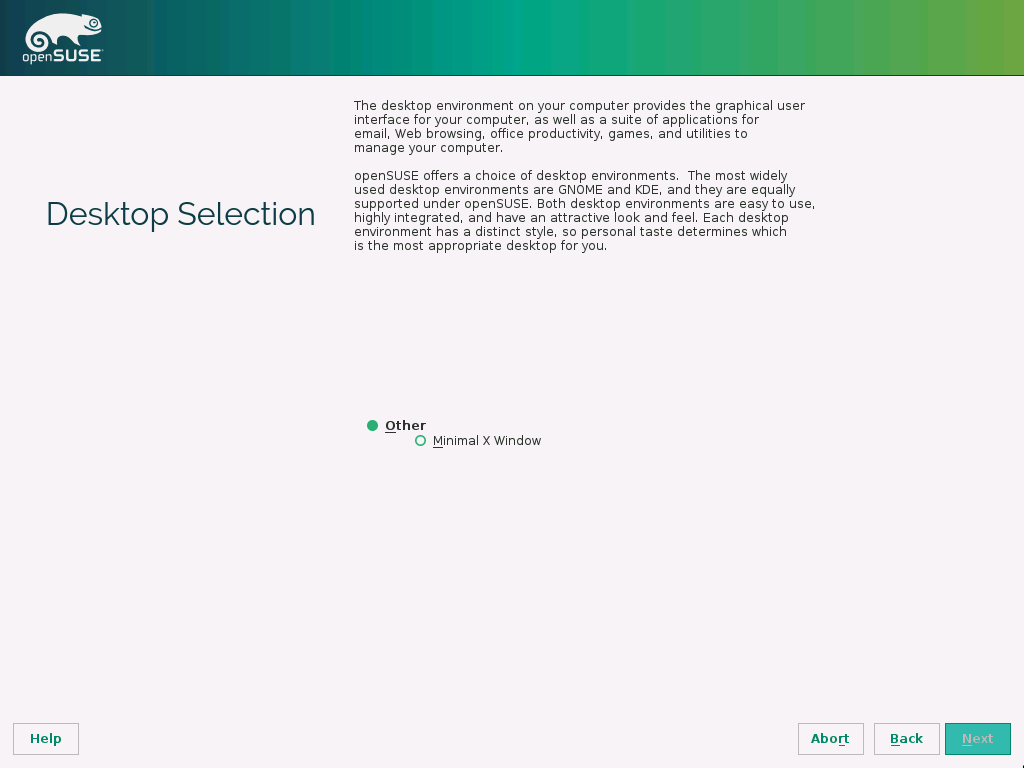 openSUSE
The desktop environment on your computer provides the graphical user
interface for your computer, as well as a suite of applications for
email, Web browsing, office productivity, games, and utilities to
manage your computer.
openSUSE offers a choice of desktop environments.  The most widely
used desktop environments are GNOME and KDE, and they are equally
supported under openSUSE. Both desktop environments are easy to use,
highly integrated, and have an attractive look and feel. Each desktop
environment has a distinct style, so personal taste determines which
is the most appropriate desktop for you.
Desktop Selection
Other
Minimal X Window
Help
Abort
Back
Next